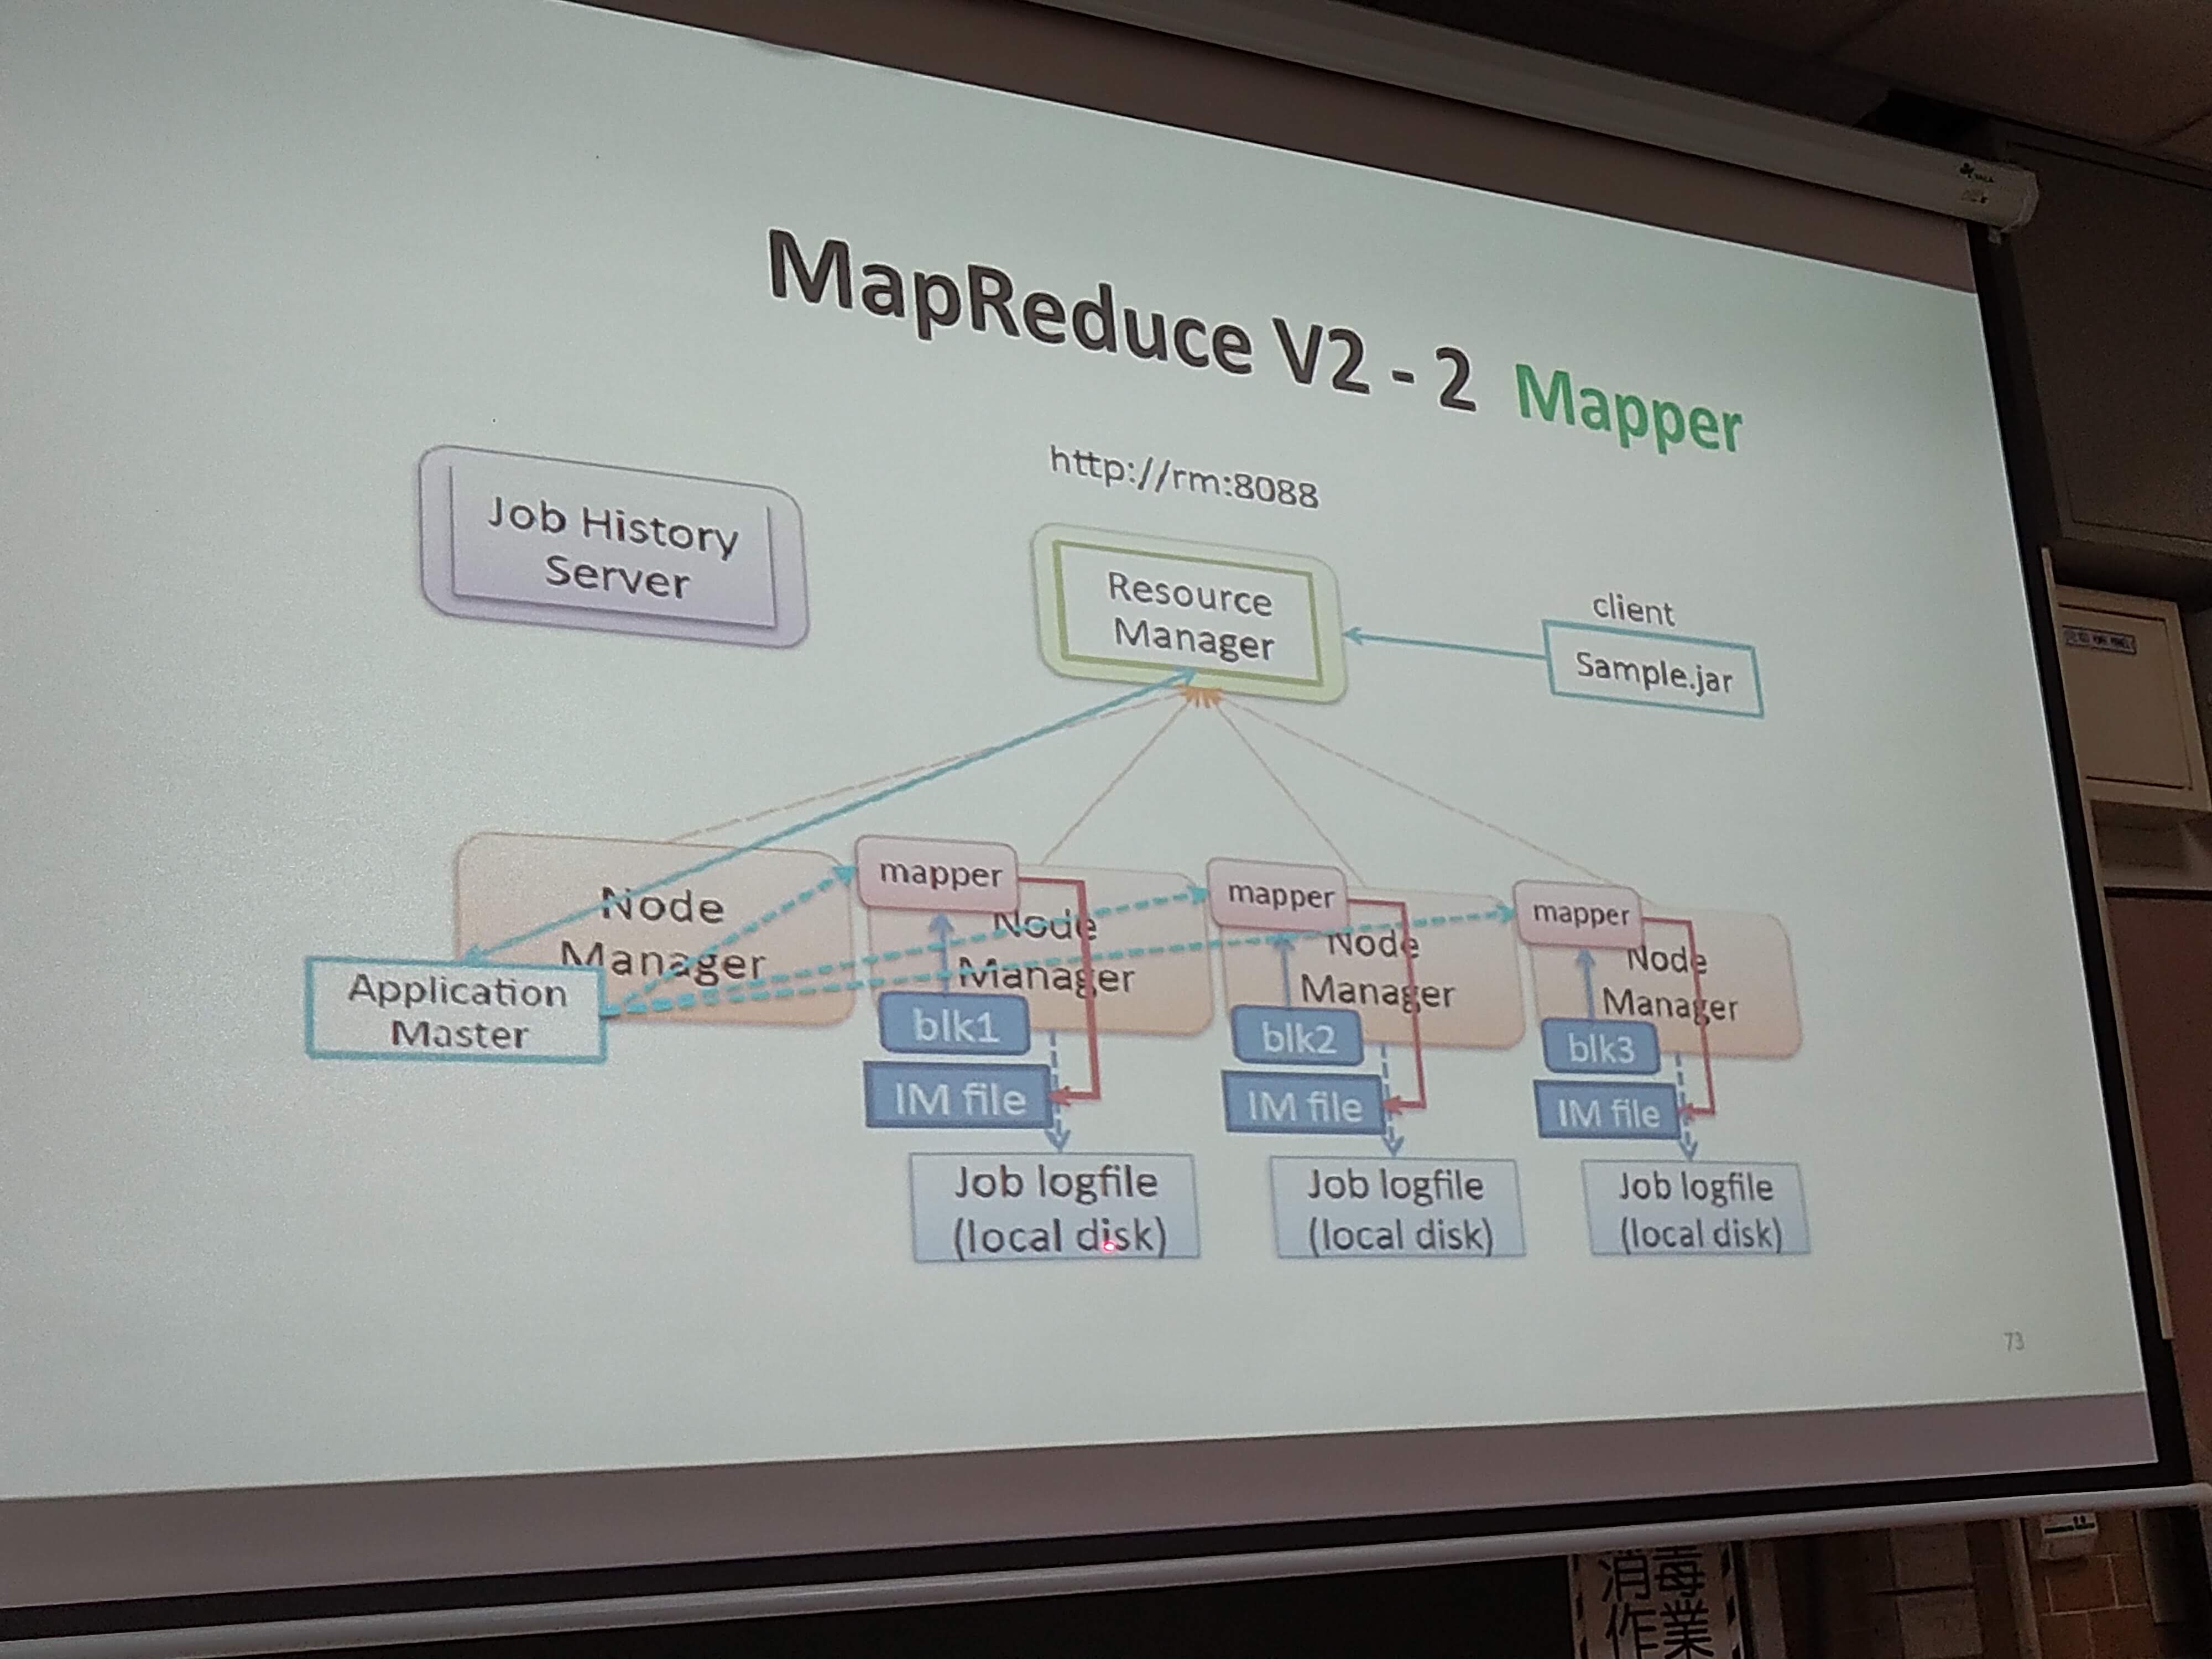 MapReduce V2 - 2 Mapper
http://rm:8088
Job History
Server
Resource
Manager
client
Sample.jar
Node
Manager
Application
Master
mapper
Node
Manager
blk1
IM file
Job logfile
(local disk)
mapper
Node
Manager
blk2
IM file
Job logfile
(local disk)
mapper
Node
Manager
blk3
IM file
Job logfile
(local disk)
73
消毒
作業